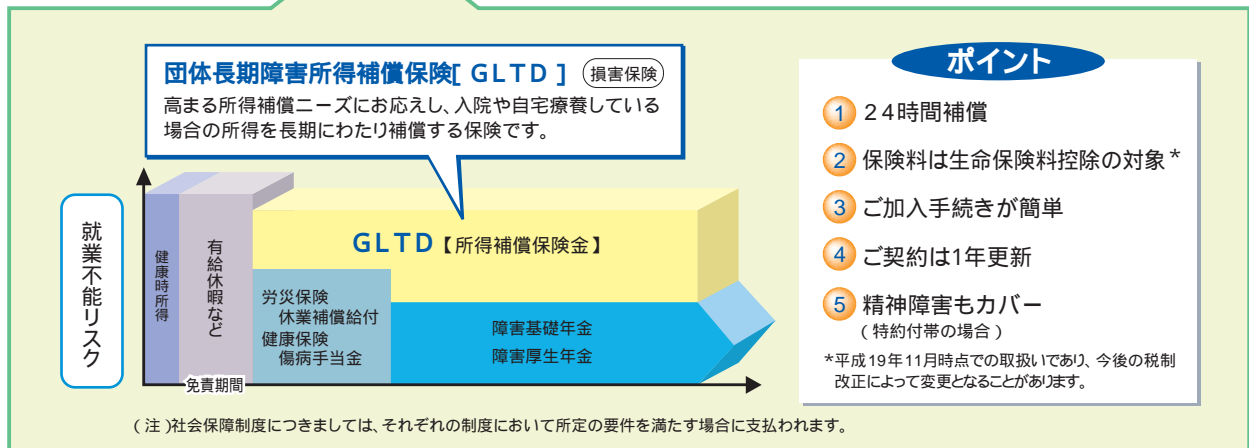 団体長期障害所得補償保険[ GLTD ] 損害保険
高まる所得補償ニーズにお応えし、入院や自宅療養している
場合の所得を長期にわたり補償する保険です。
就業不能リスク
健康時所得
有給休暇など
免責期間
GLTD【所得補償保険金】
労災保険
休業補償給付
健康保険
傷病手当金
障害基礎年金
障害厚生年金
(注)社会保障制度につきましては、それぞれの制度において所定の要件を満たす場合に支払われます。
ポイント
1 24時間補償
2 保険料は生命保険料控除の対象*
3 ご加入手続きが簡単
4 ご契約は1年更新
5 精神障害もカバー
(特約付帯の場合)
*平成19年11月時点での取扱いであり、今後の税制
改正によって変更となることがあります。